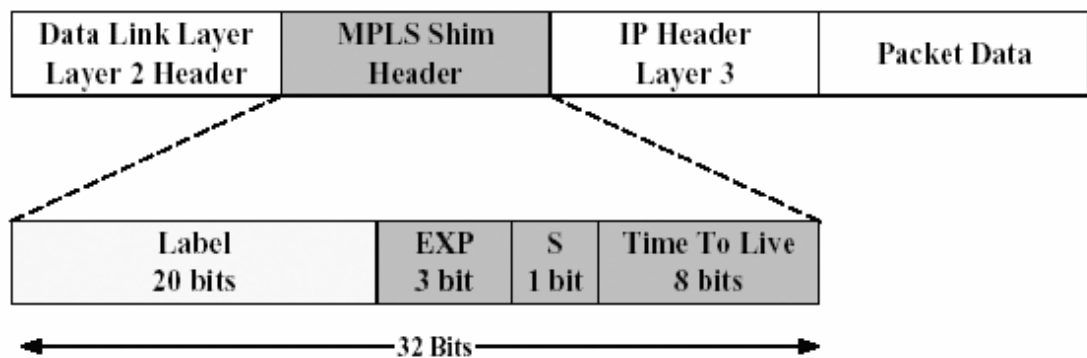 Data Link Layer
Layer 2 Header
MPLS Shim
Header
IP Header
Layer 3
Packet Data
Label
20 bits
EXP
3 bit
S
1 bit
Time To Live
8 bits
32 Bits